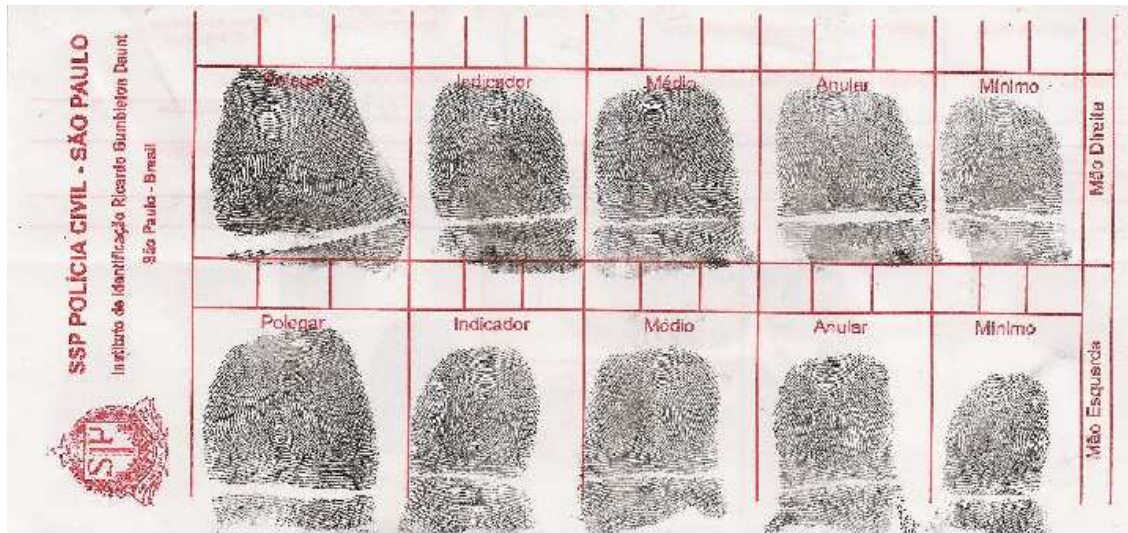 SSP POLÍCIA CIVIL - SÃO PAULO
Instituto de Identificação Ricardo Gumbleton Daunt
São Paulo - Brasil
Polegar Indicador Médio Anular Mínimo
Mão Direita
Polegar Indicador Médio Anular Mínimo
Mão Esquerda
SP